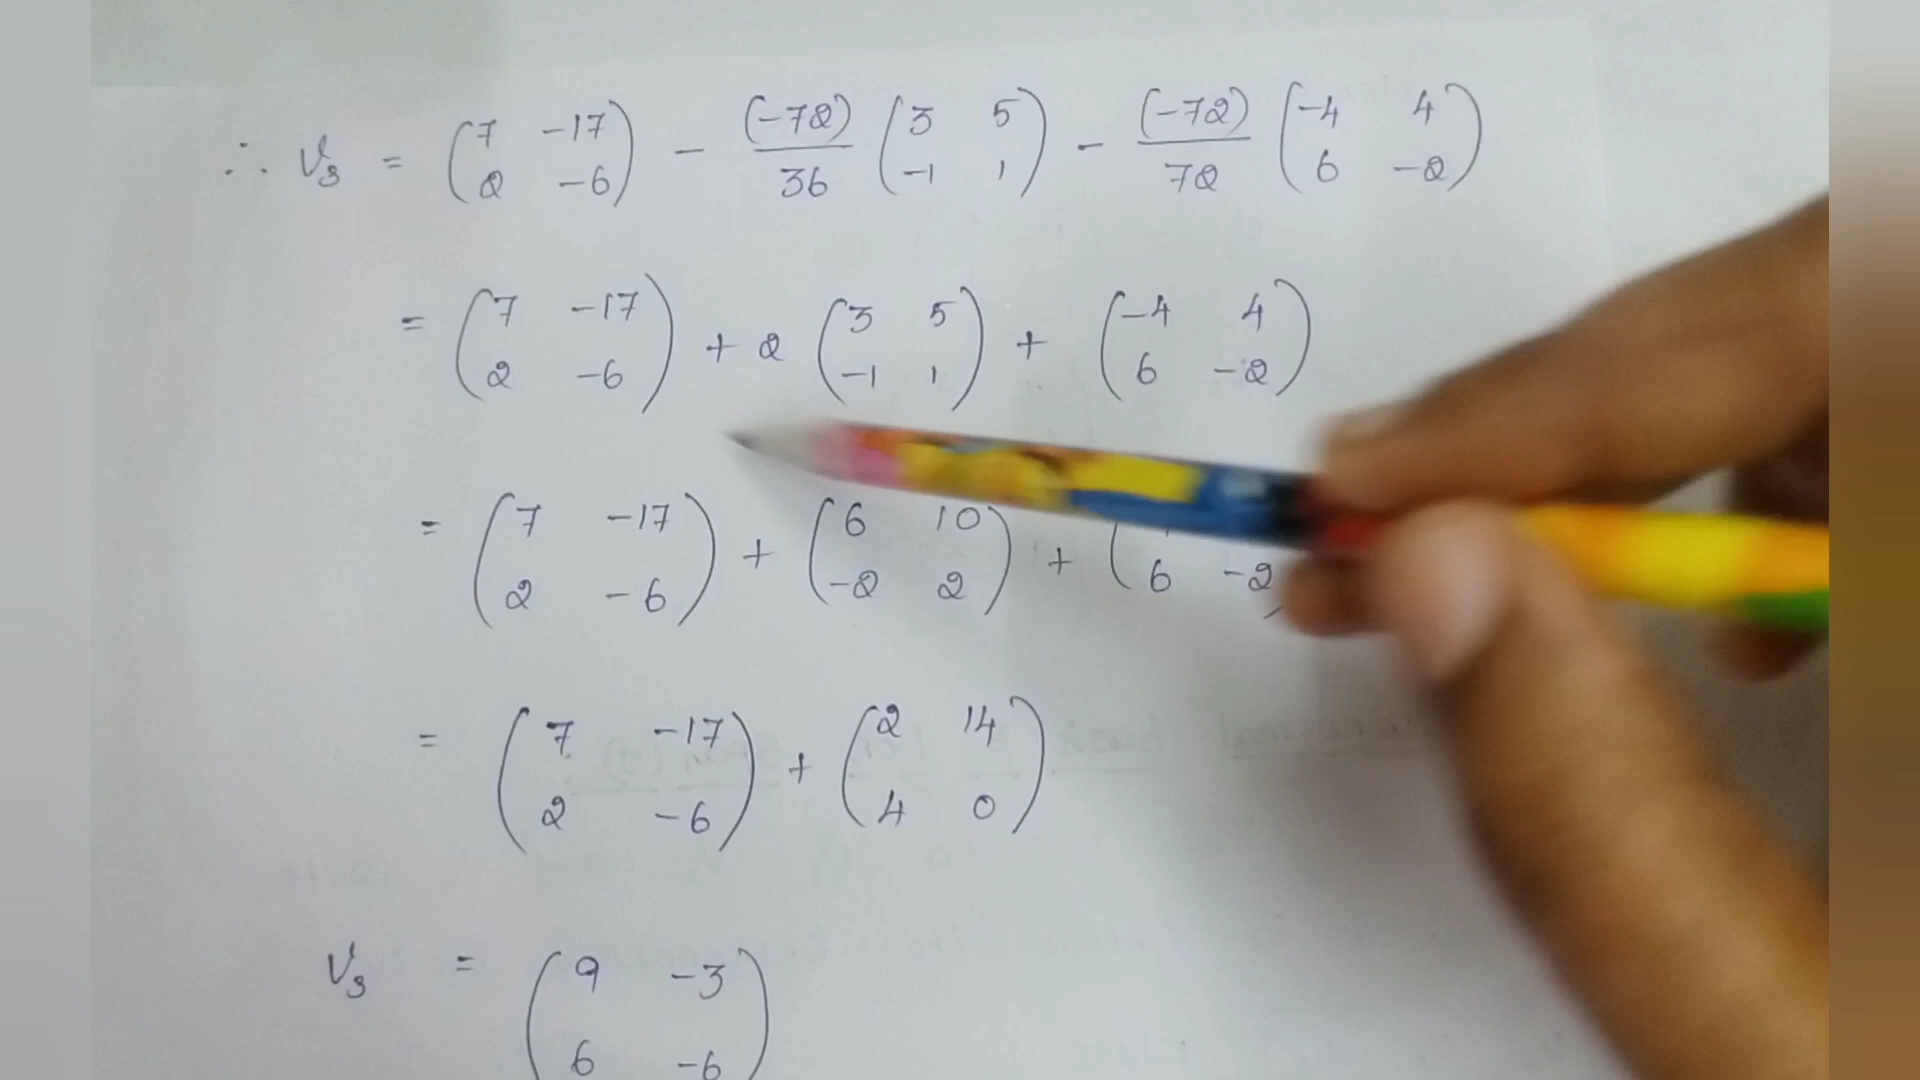 ∴ V₃ = (7 -17; 2 -6) - (-72)/36 (3 5; -1 1) - (-72)/72 (-4 4; 6 -2)
= (7 -17; 2 -6) + 2 (3 5; -1 1) + (-4 4; 6 -2)
= (7 -17; 2 -6) + (6 10; -2 2) + ( 6 -2
= (7 -17; 2 -6) + (2 14; 4 0)
V₃ = (9 -3; 6 -6)